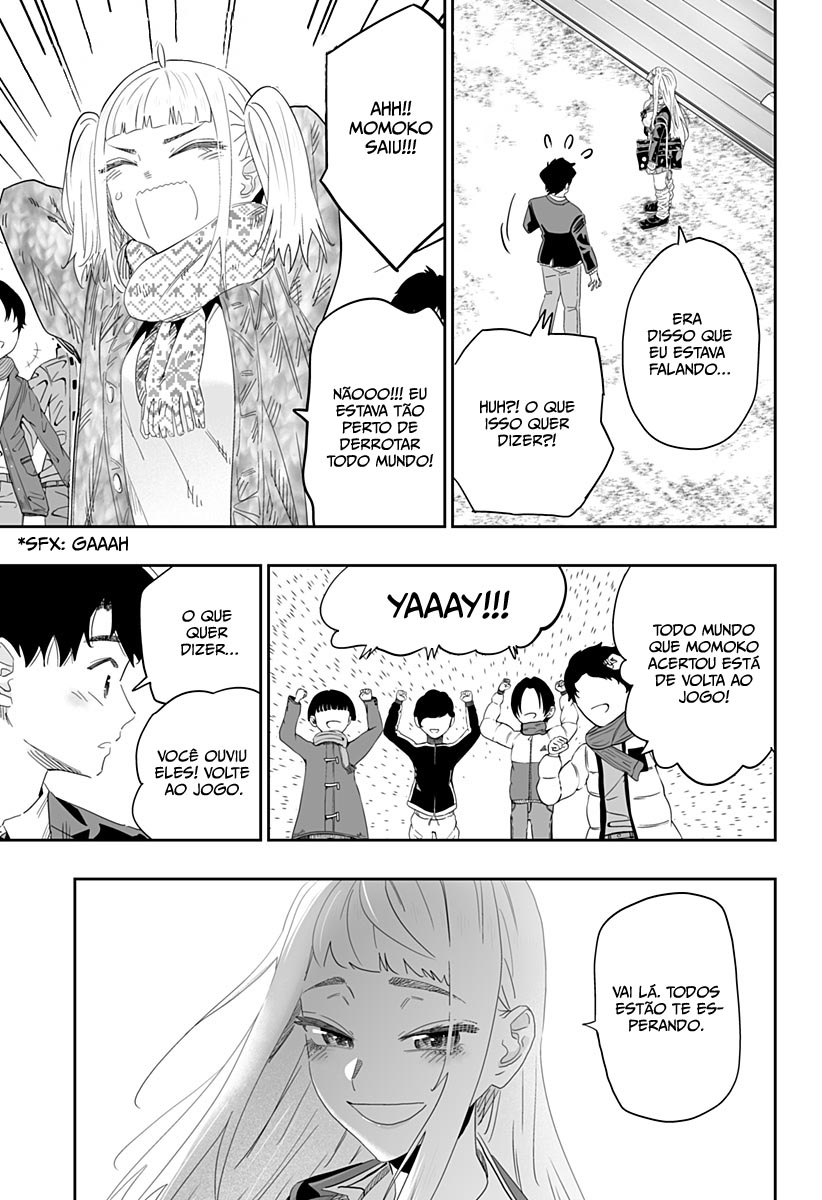 ERA
DISSO QUE
EU ESTAVA
FALANDO...
HUH?! O QUE
ISSO QUER
DIZER?!
AHH!!
MOMOKO
SAIU!!!
NÃOOO!!! EU
ESTAVA TÃO
PERTO DE
DERROTAR
TODO MUNDO!
*SFX: GAAAH
TODO MUNDO
QUE MOMOKO
ACERTOU ESTÁ
DE VOLTA AO
JOGO!
YAAAY!!!
O QUE
QUER
DIZER...
VOCÊ OUVIU
ELES! VOLTE
AO JOGO.
VAI LÁ. TODOS
ESTÃO TE ES-
PERANDO.